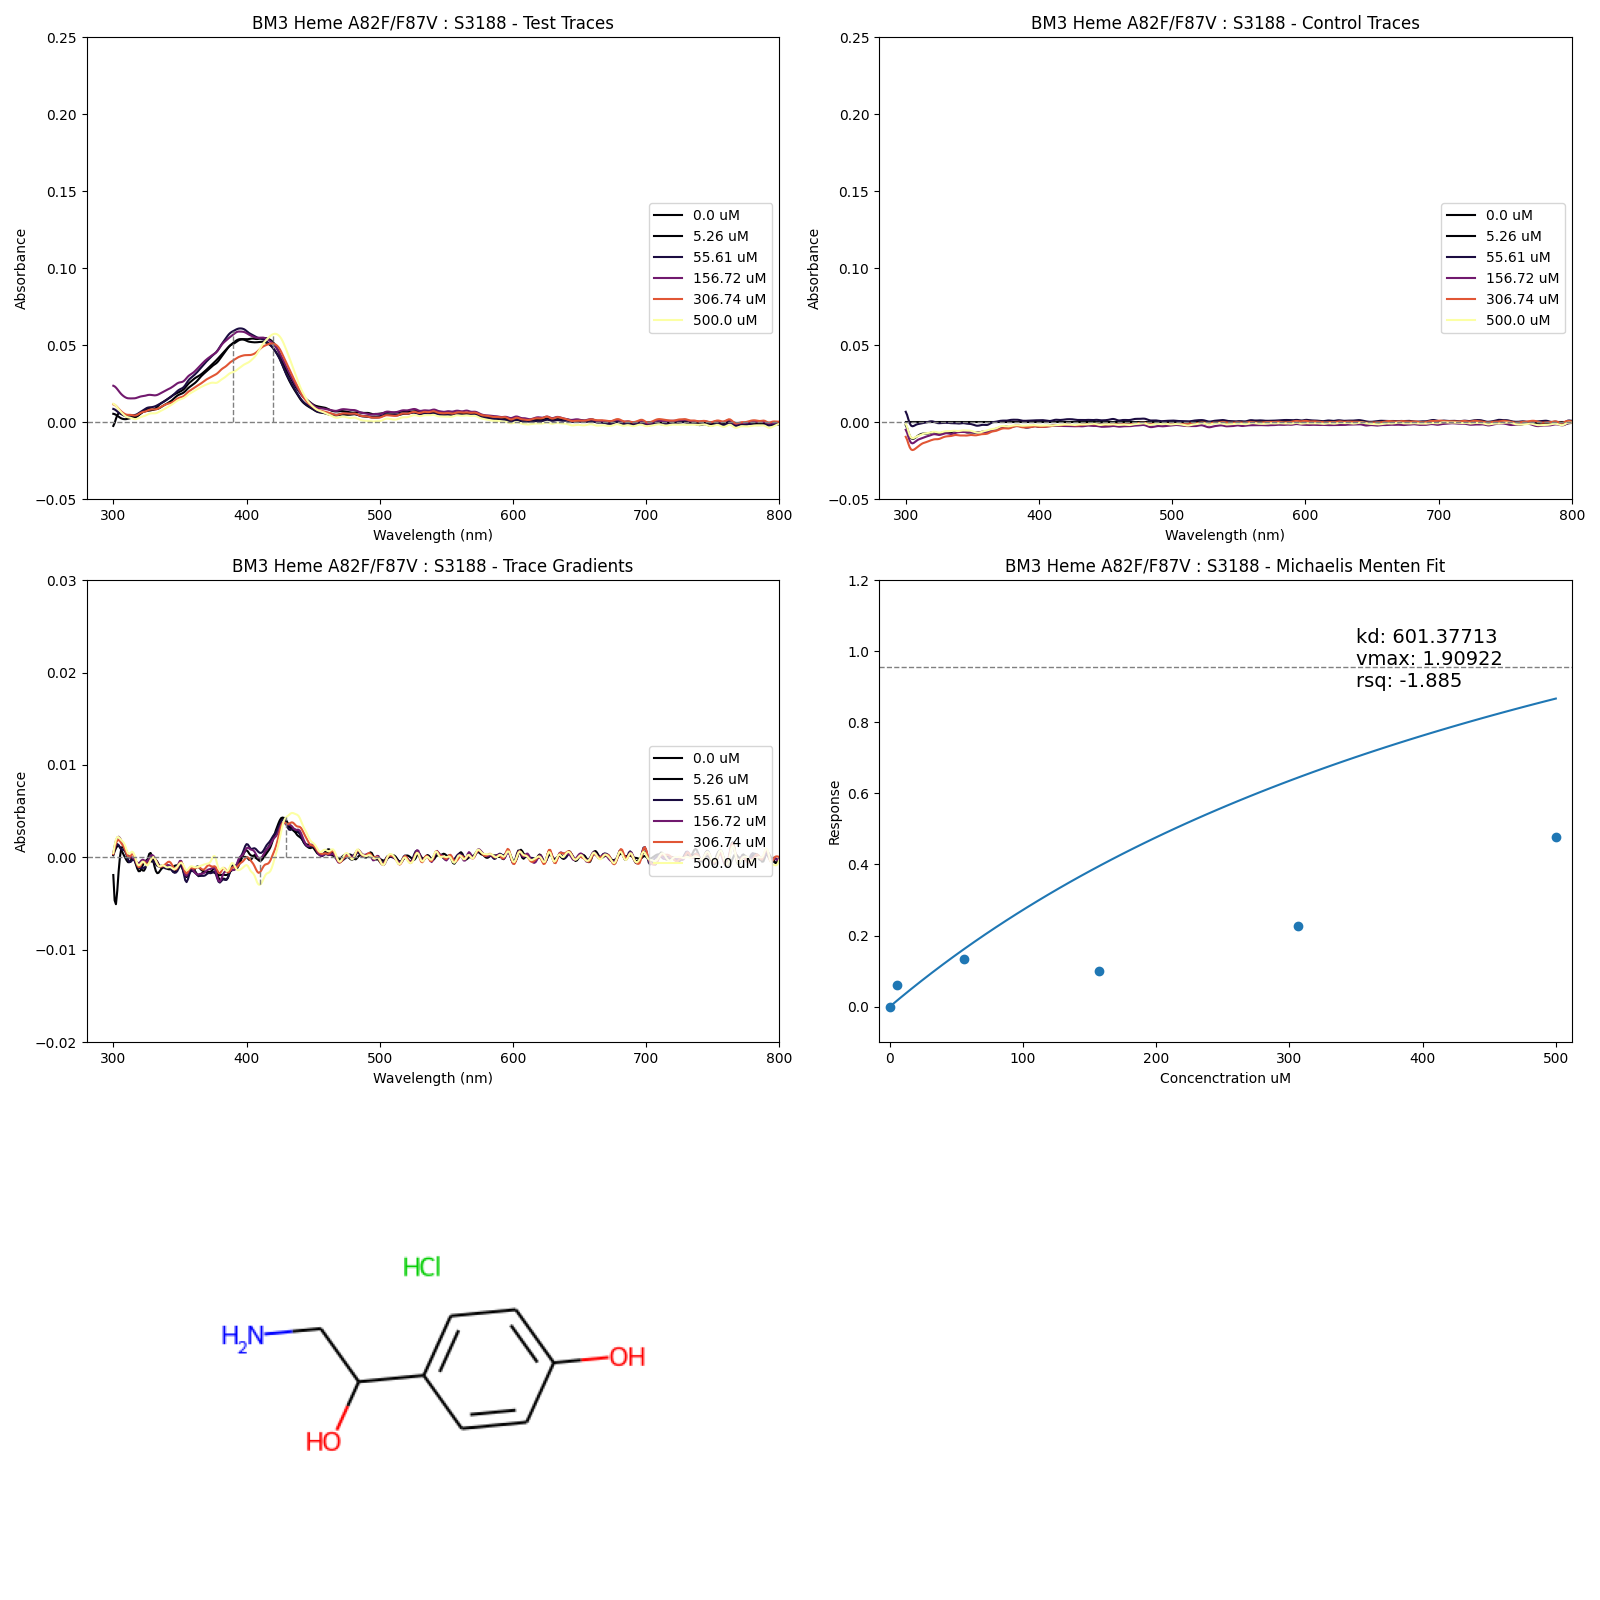 BM3 Heme A82F/F87V : S3188 - Test Traces
0.25
0.20
0.15
0.10
0.05
0.00
−0.05
Absorbance
300 400 500 600 700 800
Wavelength (nm)
0.0 uM
5.26 uM
55.61 uM
156.72 uM
306.74 uM
500.0 uM
BM3 Heme A82F/F87V : S3188 - Control Traces
0.25
0.20
0.15
0.10
0.05
0.00
−0.05
Absorbance
300 400 500 600 700 800
Wavelength (nm)
0.0 uM
5.26 uM
55.61 uM
156.72 uM
306.74 uM
500.0 uM
BM3 Heme A82F/F87V : S3188 - Trace Gradients
0.03
0.02
0.01
0.00
−0.01
−0.02
Absorbance
300 400 500 600 700 800
Wavelength (nm)
0.0 uM
5.26 uM
55.61 uM
156.72 uM
306.74 uM
500.0 uM
BM3 Heme A82F/F87V : S3188 - Michaelis Menten Fit
1.2
1.0
0.8
0.6
0.4
0.2
0.0
Response
0 100 200 300 400 500
Concenctration uM
kd: 601.37713
vmax: 1.90922
rsq: -1.885
HCl
H2N
OH
HO